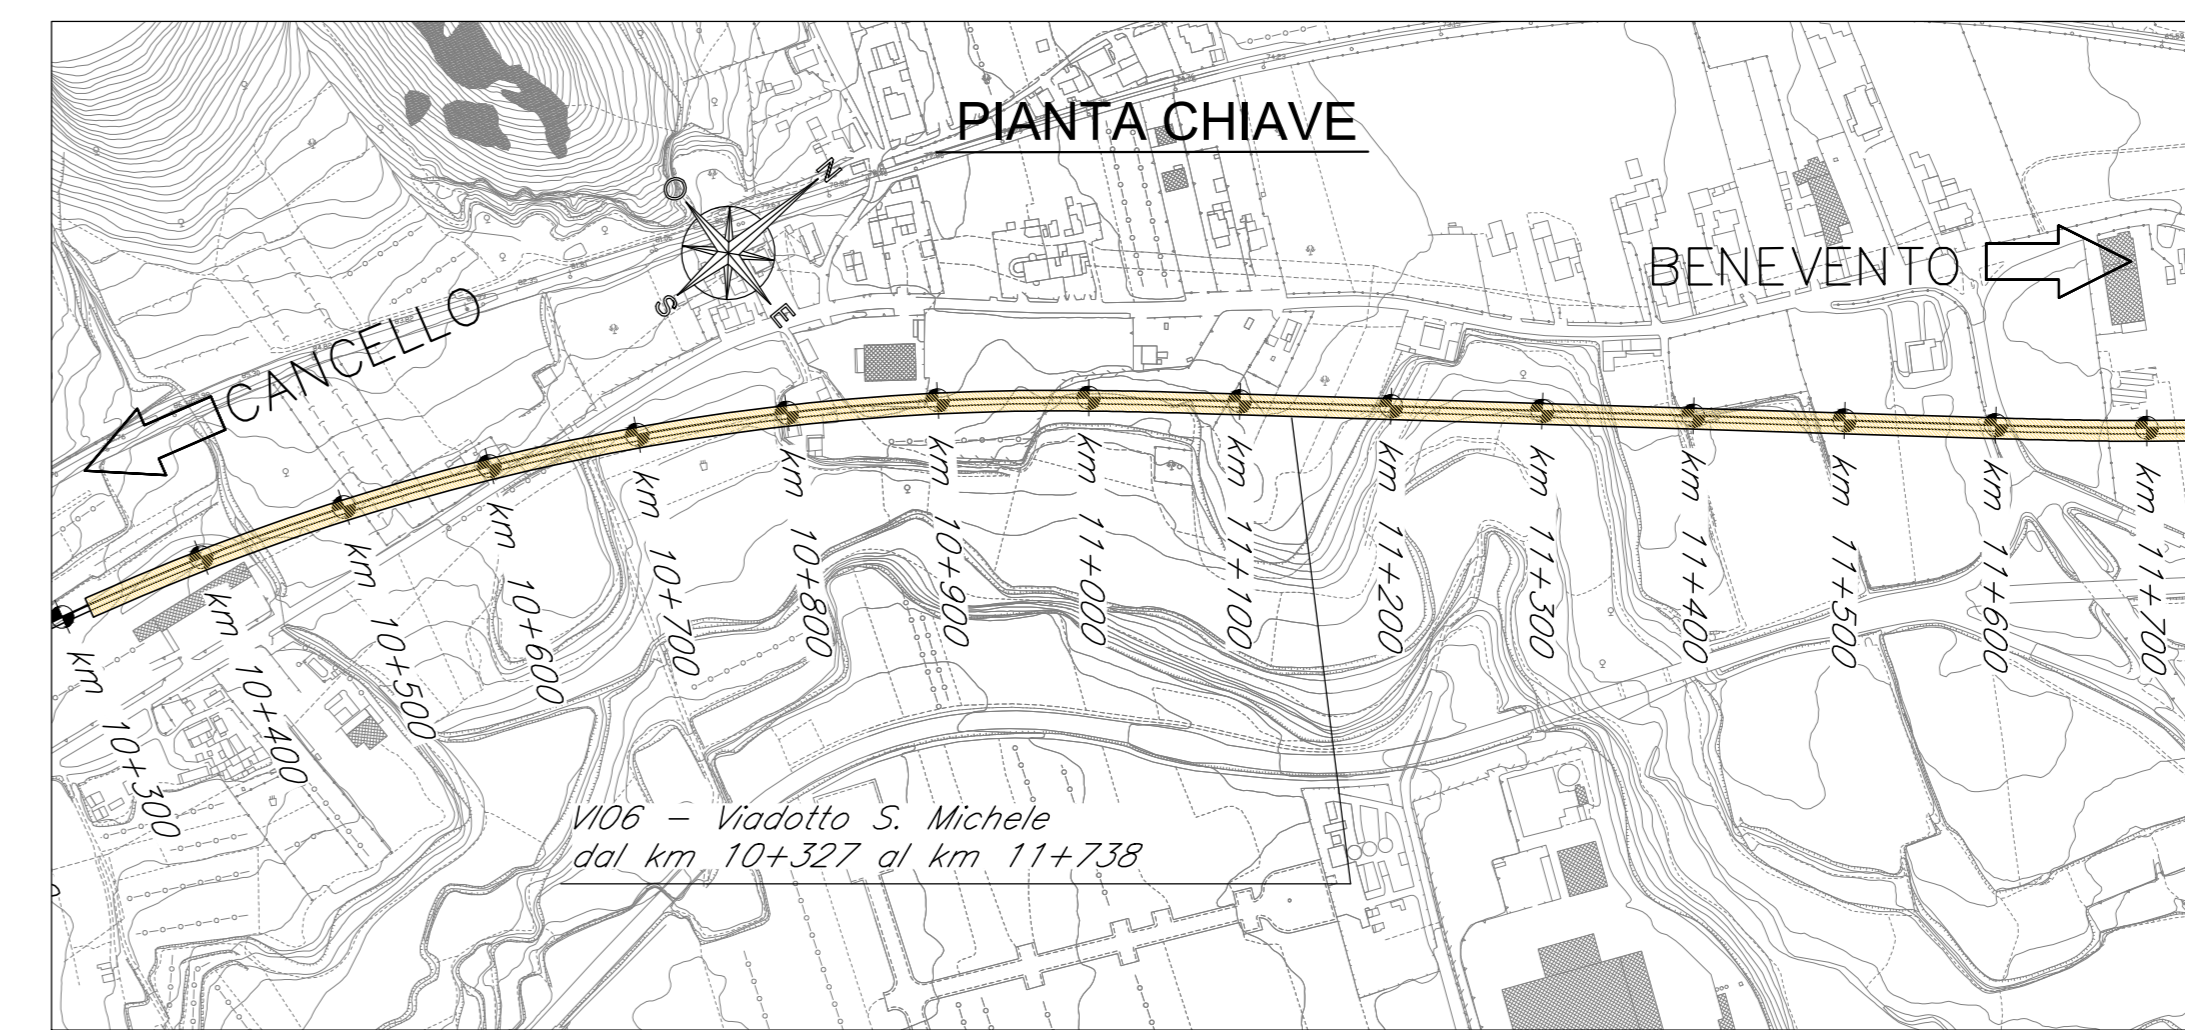 PIANTA CHIAVE
O
N
S
E
CANCELLO
BENEVENTO
km 10+300
km 10+400
km 10+500
km 10+600
km 10+700
km 10+800
km 10+900
km 11+000
km 11+100
km 11+200
km 11+300
km 11+400
km 11+500
km 11+600
km 11+700
VI06 - Viadotto S. Michele
dal km 10+327 al km 11+738